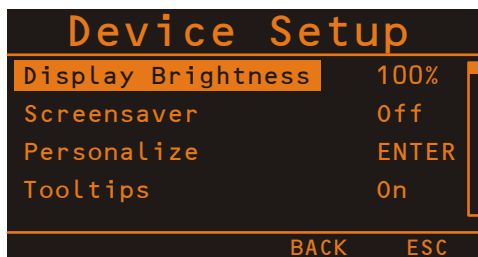 Device Setup
Display Brightness 100%
Screensaver Off
Personalize ENTER
Tooltips On
BACK ESC